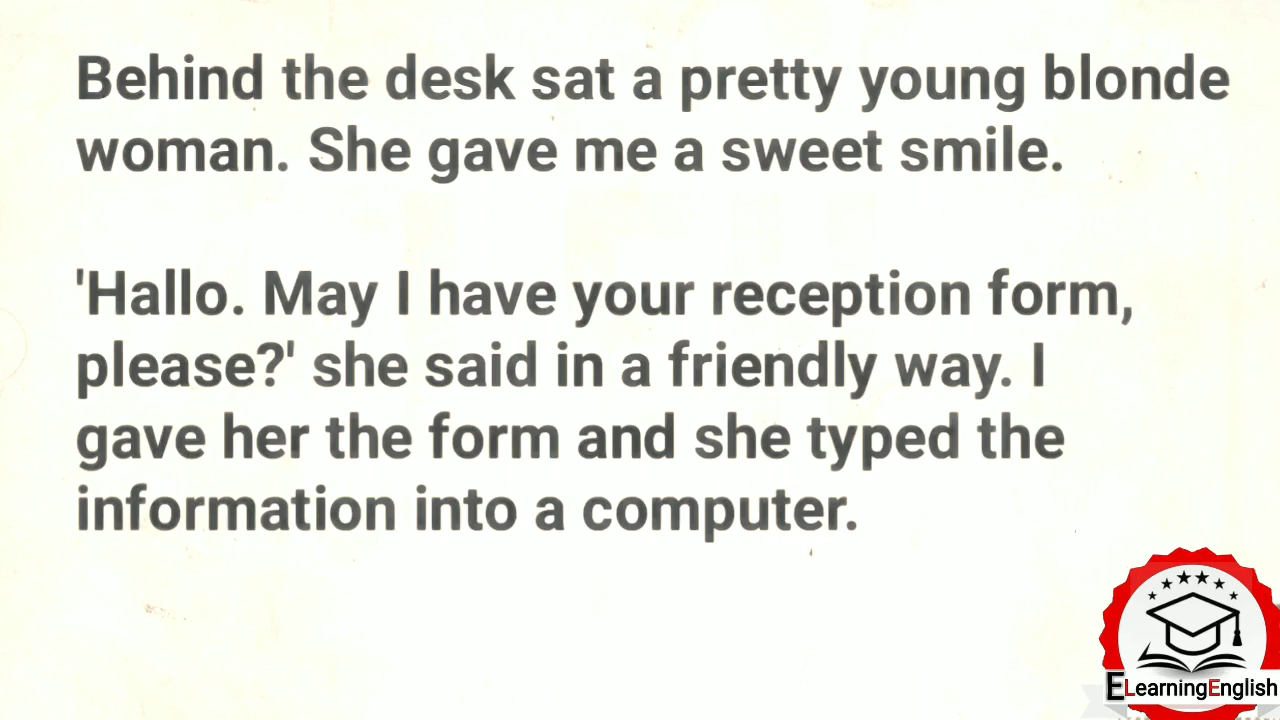 Behind the desk sat a pretty young blonde
woman. She gave me a sweet smile.
'Hallo. May I have your reception form,
please?' she said in a friendly way. I
gave her the form and she typed the
information into a computer.
ELearningEnglish